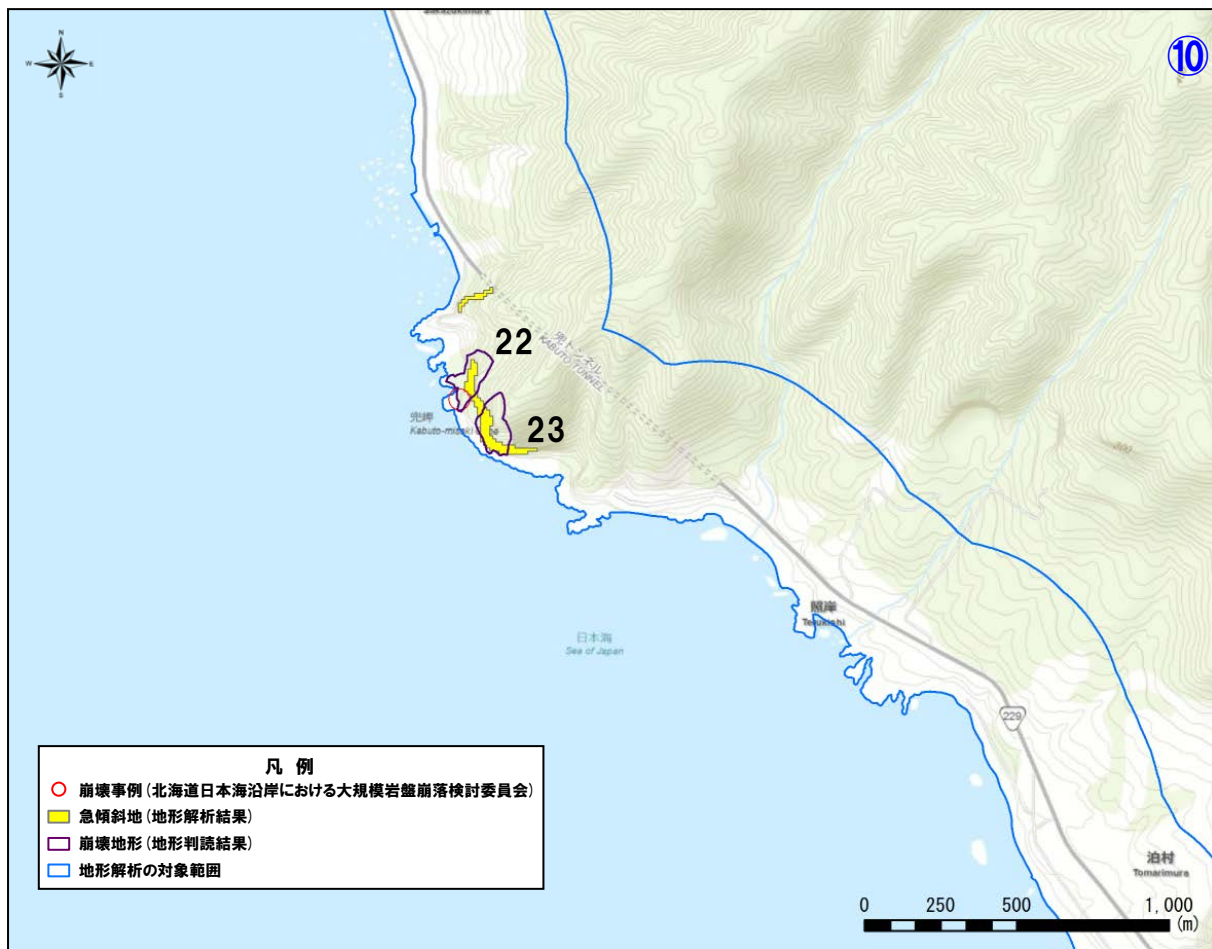 ⑩
N
W
E
S
兜トンネル
KABUTO TUNNEL
22
23
兜岬
Kabuto-misaki
300
照岸
Terukishi
日本海
Sea of Japan
229
凡 例
崩壊事例(北海道日本海沿岸における大規模岩盤崩落検討委員会)
急傾斜地(地形解析結果)
崩壊地形(地形判読結果)
地形解析の対象範囲
泊村
Tomarimura
0 250 500 1,000
(m)